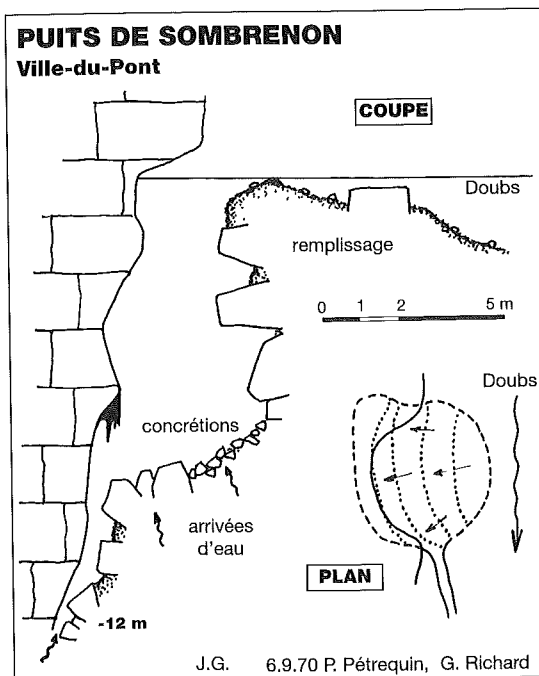 PUITS DE SOMBRENON
Ville-du-Pont
COUPE
Doubs
remplissage
0 1 2 5 m
Doubs
concrétions
arrivées
d'eau
PLAN
-12 m
J.G. 6.9.70 P. Pétrequin, G. Richard